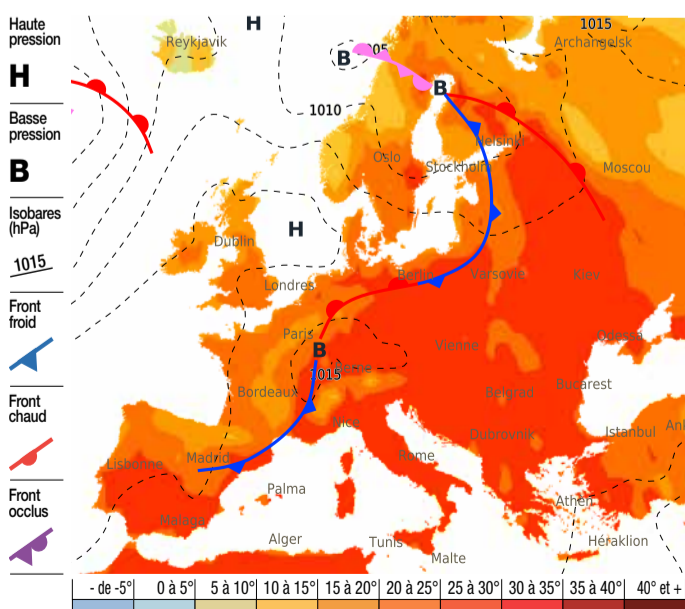 Haute
pression
H
Basse
pression
B
Isobares
(hPa)
1015
Front
froid
Front
chaud
Front
occlus
H
1015
Reykjavik
Archangelsk
B
B
1010
Helsinki
Oslo
Stockholm
Moscou
H
Dublin
Londres
Berlin
Varsovie
Kiev
Paris
Odessa
Vienne
B
Berne
1015
Bucarest
Bordeaux
Belgrad
Nice
Dubrovnik
Istanbul
Madrid
Rome
Lisbonne
Palma
Athèn
Malaga
Alger
Tunis
Héraklion
Malte
- de -5° 0 à 5° 5 à 10° 10 à 15° 15 à 20° 20 à 25° 25 à 30° 30 à 35° 35 à 40° 40° et +